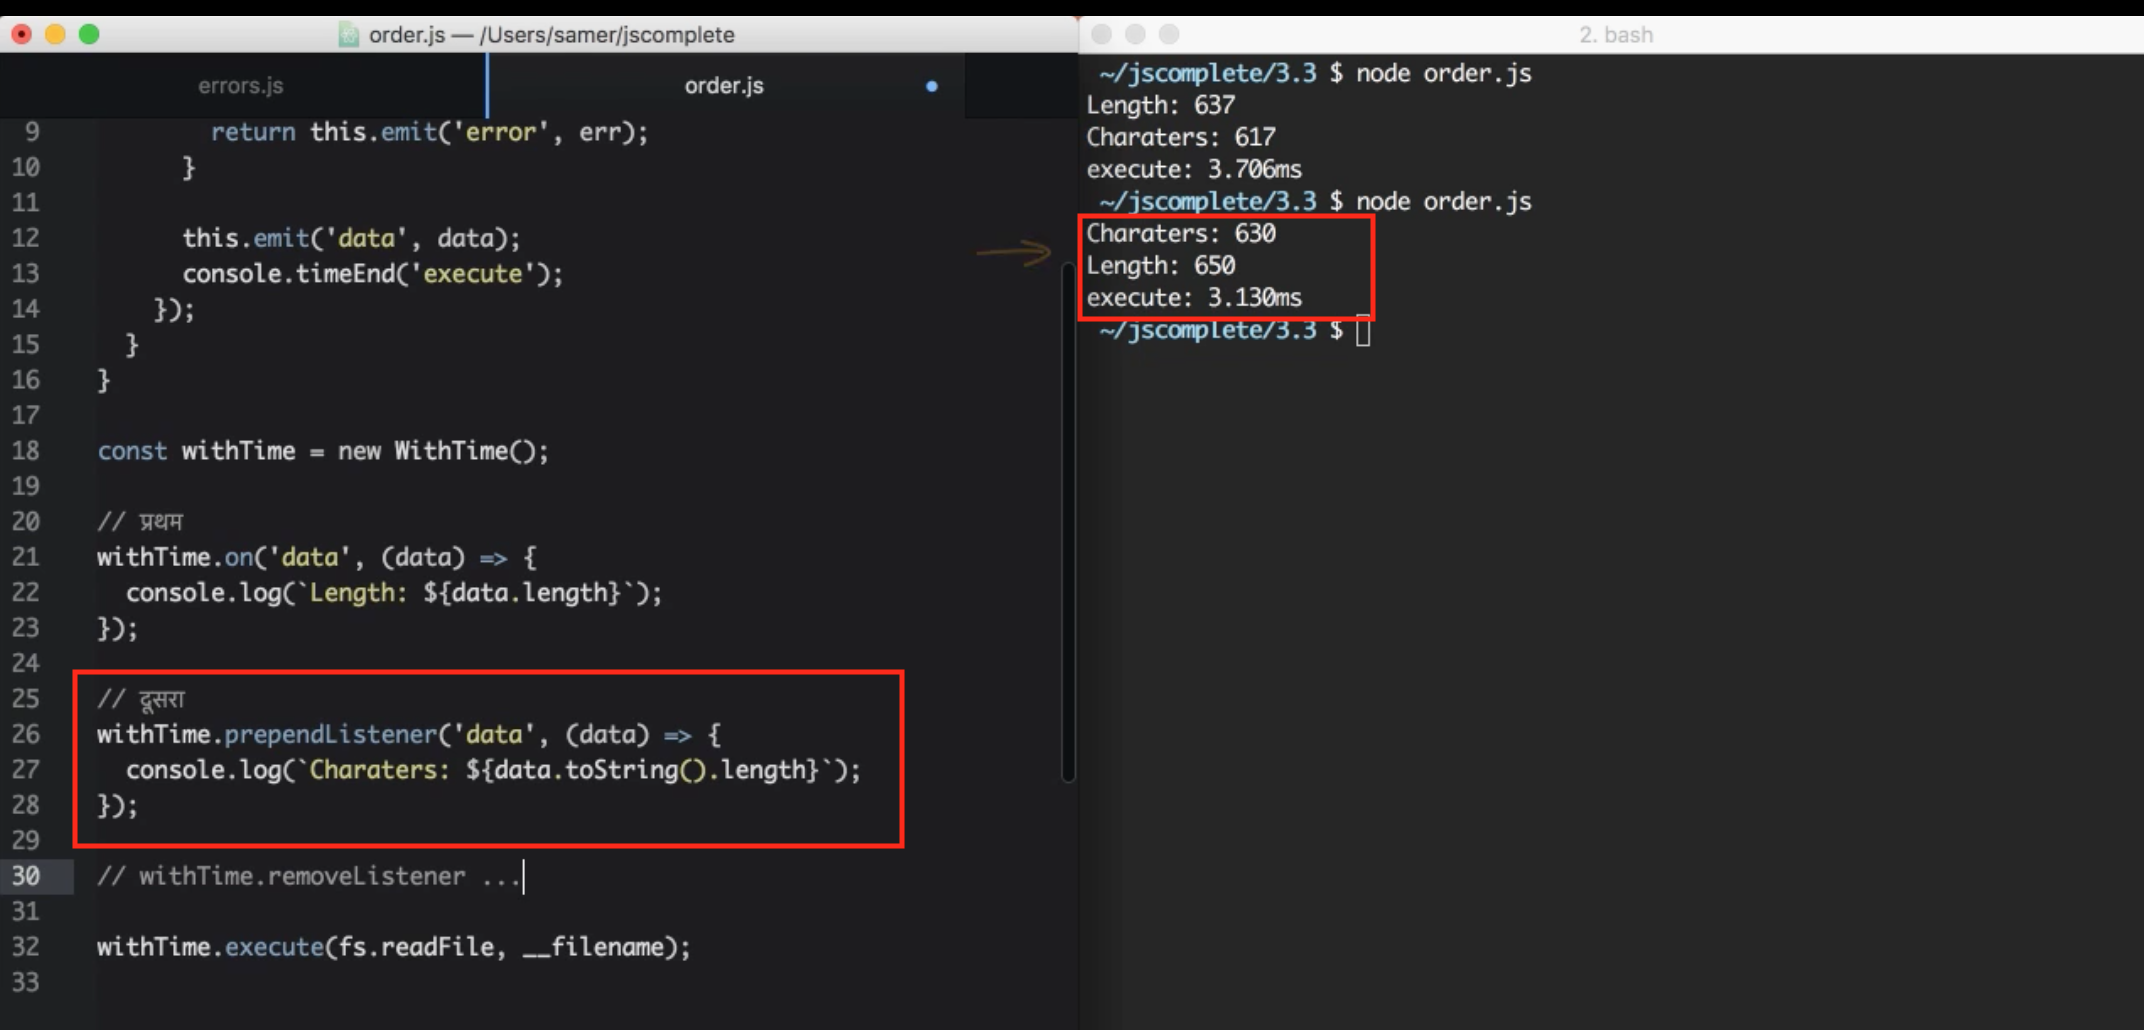 order.js — /Users/samer/jscomplete
errors.js
order.js
9 return this.emit('error', err);
10 }
11
12 this.emit('data', data);
13 console.timeEnd('execute');
14 });
15 }
16 }
17
18 const withTime = new WithTime();
19
20 // प्रथम
21 withTime.on('data', (data) => {
22 console.log(`Length: ${data.length}`);
23 });
24
25 // दूसरा
26 withTime.prependListener('data', (data) => {
27 console.log(`Charaters: ${data.toString().length}`);
28 });
29
30 // withTime.removeListener ...
31
32 withTime.execute(fs.readFile, __filename);
33
2. bash
~/jscomplete/3.3 $ node order.js
Length: 637
Charaters: 617
execute: 3.706ms
~/jscomplete/3.3 $ node order.js
Charaters: 630
Length: 650
execute: 3.130ms
~/jscomplete/3.3 $